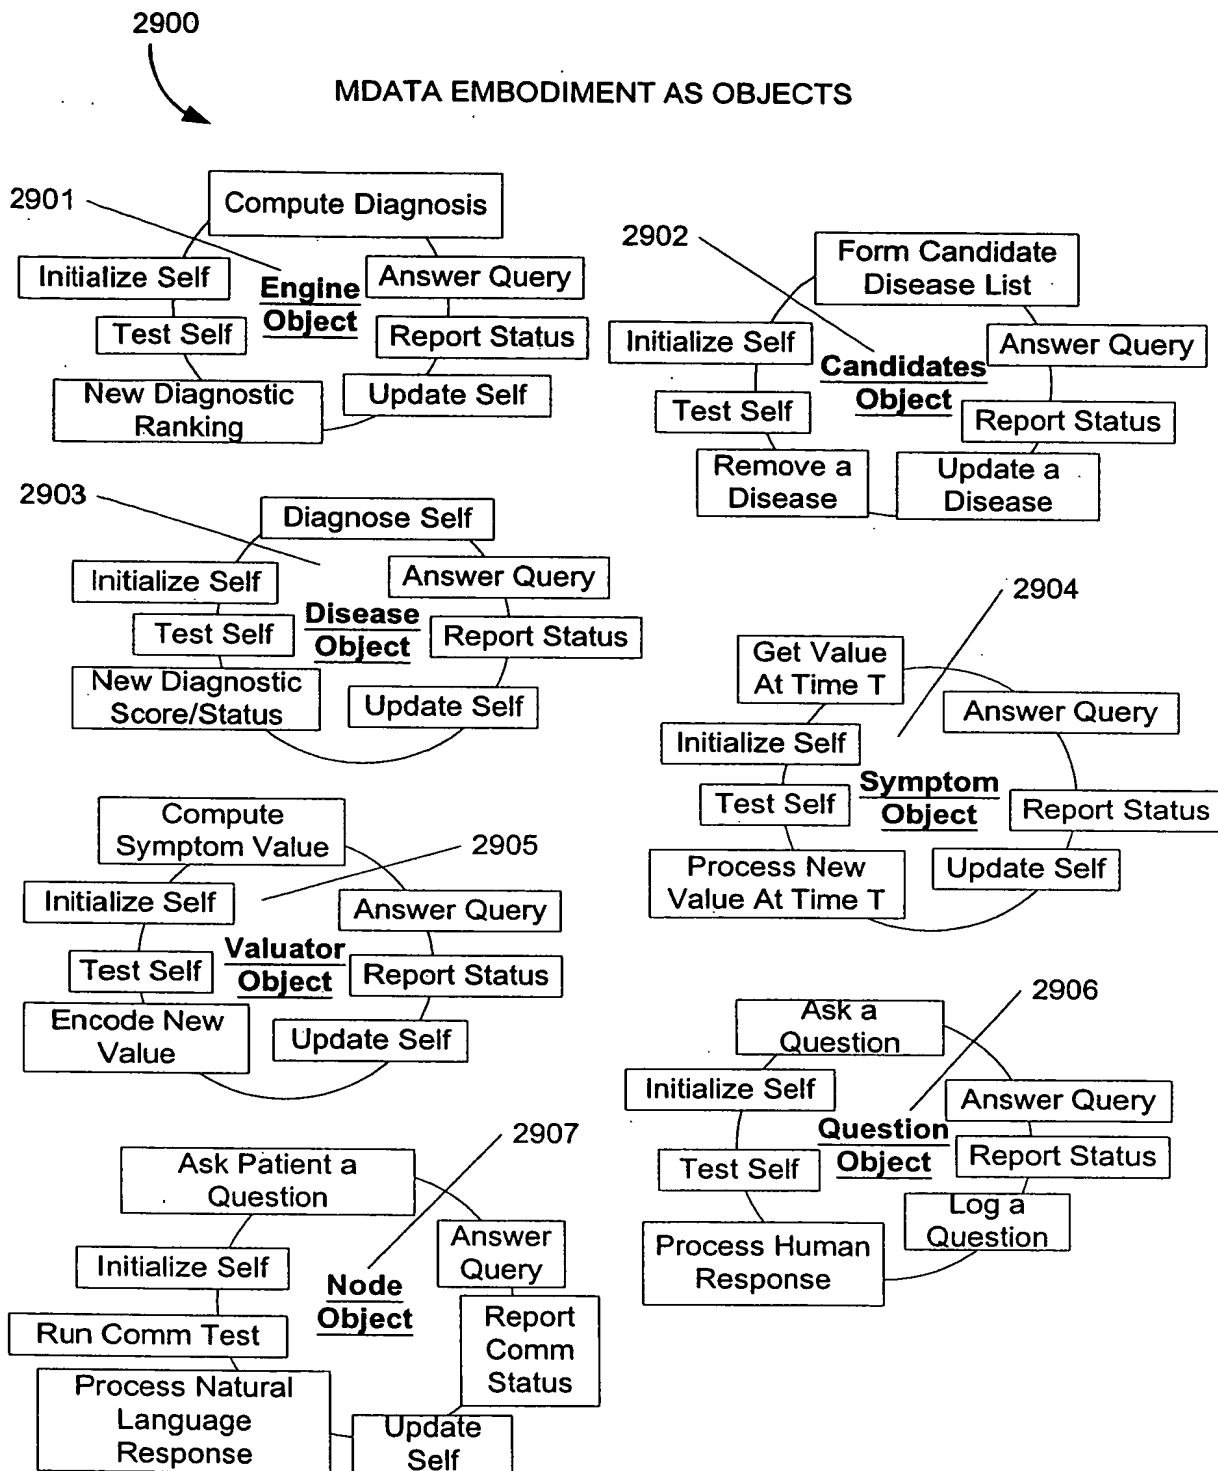 2900
MDATA EMBODIMENT AS OBJECTS
2901
Compute Diagnosis
Initialize Self
Engine
Object
Answer Query
Test Self
Report Status
New Diagnostic
Ranking
Update Self
2902
Form Candidate
Disease List
Initialize Self
Candidates
Object
Answer Query
Test Self
Report Status
Remove a
Disease
Update a
Disease
2903
Diagnose Self
Initialize Self
Answer Query
Disease
Object
Test Self
Report Status
New Diagnostic
Score/Status
Update Self
2904
Get Value
At Time T
Answer Query
Initialize Self
Symptom
Object
Test Self
Report Status
Process New
Value At Time T
Update Self
Compute
Symptom Value
2905
Initialize Self
Answer Query
Valuator
Object
Test Self
Report Status
Encode New
Value
Update Self
2906
Ask a
Question
Initialize Self
Answer Query
Question
Object
Test Self
Report Status
Log a
Question
Process Human
Response
2907
Ask Patient a
Question
Answer
Query
Initialize Self
Node
Object
Run Comm Test
Report
Comm
Status
Process Natural
Language
Response
Update
Self